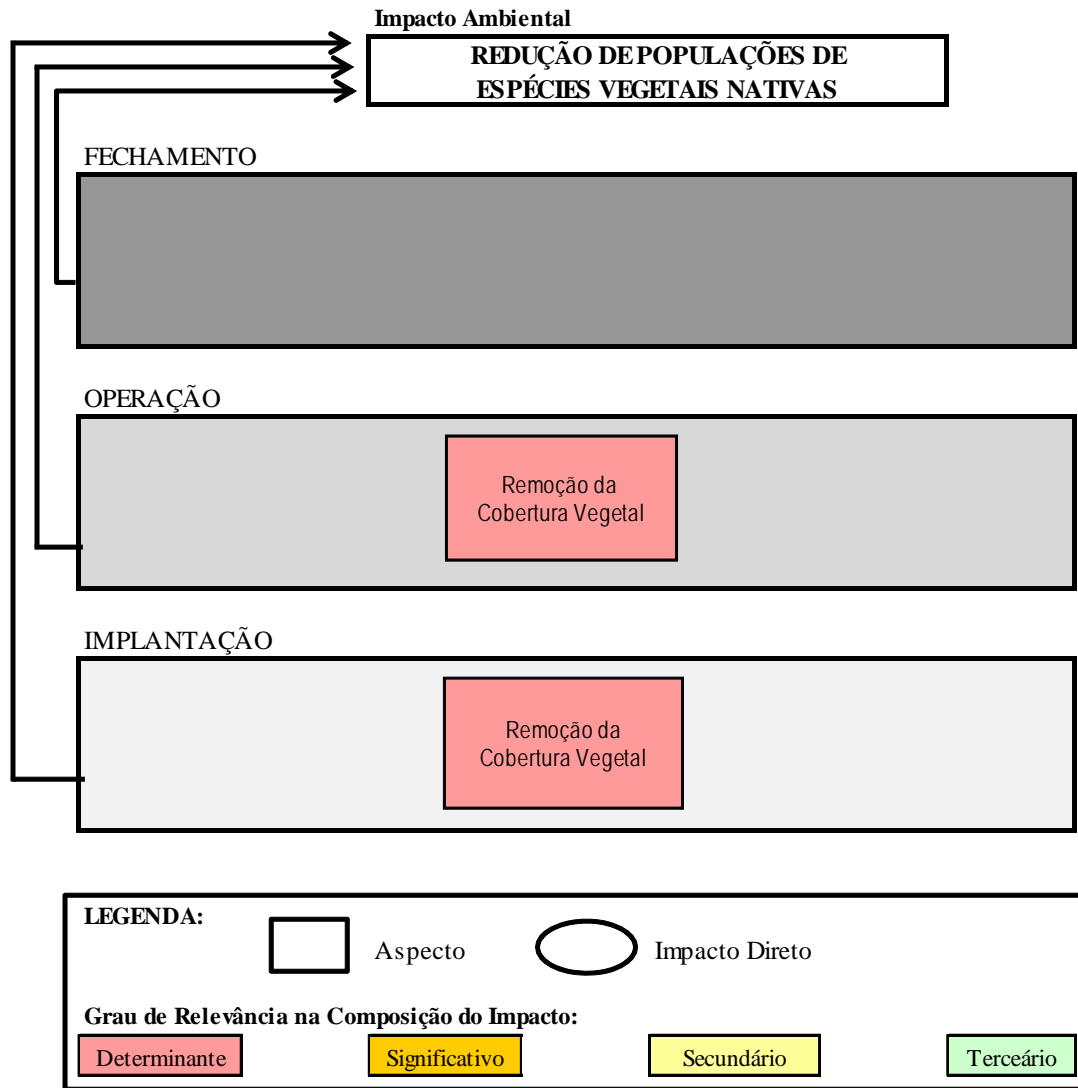 Impacto Ambiental
REDUÇÃO DE POPULAÇÕES DE
ESPÉCIES VEGETAIS NATIVAS
FECHAMENTO
OPERAÇÃO
Remoção da
Cobertura Vegetal
IMPLANTAÇÃO
Remoção da
Cobertura Vegetal
LEGENDA:
Aspecto
Impacto Direto
Grau de Relevância na Composição do Impacto:
Determinante
Significativo
Secundário
Terceário